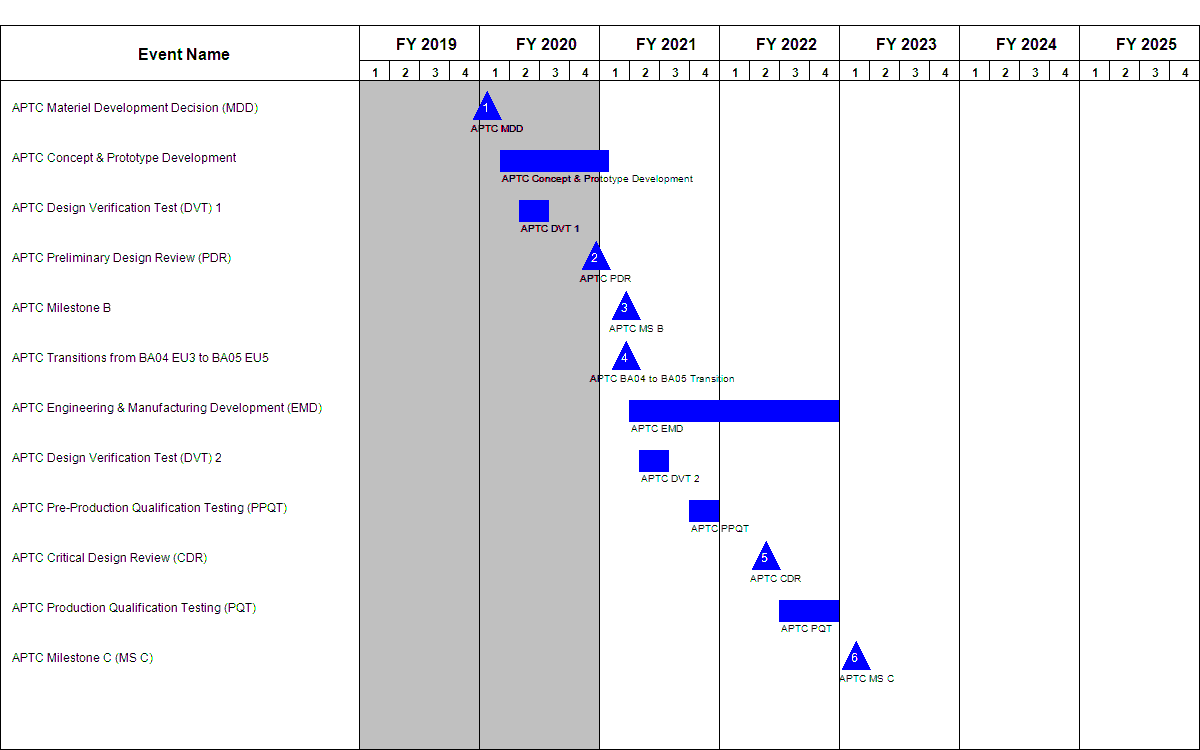 Event Name FY 2019 FY 2020 FY 2021 FY 2022 FY 2023 FY 2024 FY 2025
1 2 3 4 1 2 3 4 1 2 3 4 1 2 3 4 1 2 3 4 1 2 3 4 1 2 3 4
APTC Materiel Development Decision (MDD) 1
APTC MDD
APTC Concept & Prototype Development
APTC Concept & Prototype Development
APTC Design Verification Test (DVT) 1
APTC DVT 1
APTC Preliminary Design Review (PDR) 2
APTC PDR
APTC Milestone B 3
APTC MS B
APTC Transitions from BA04 EU3 to BA05 EU5 4
APTC BA04 to BA05 Transition
APTC Engineering & Manufacturing Development (EMD)
APTC EMD
APTC Design Verification Test (DVT) 2
APTC DVT 2
APTC Pre-Production Qualification Testing (PPQT)
APTC PPQT
APTC Critical Design Review (CDR) 5
APTC CDR
APTC Production Qualification Testing (PQT)
APTC PQT
APTC Milestone C (MS C) 6
APTC MS C